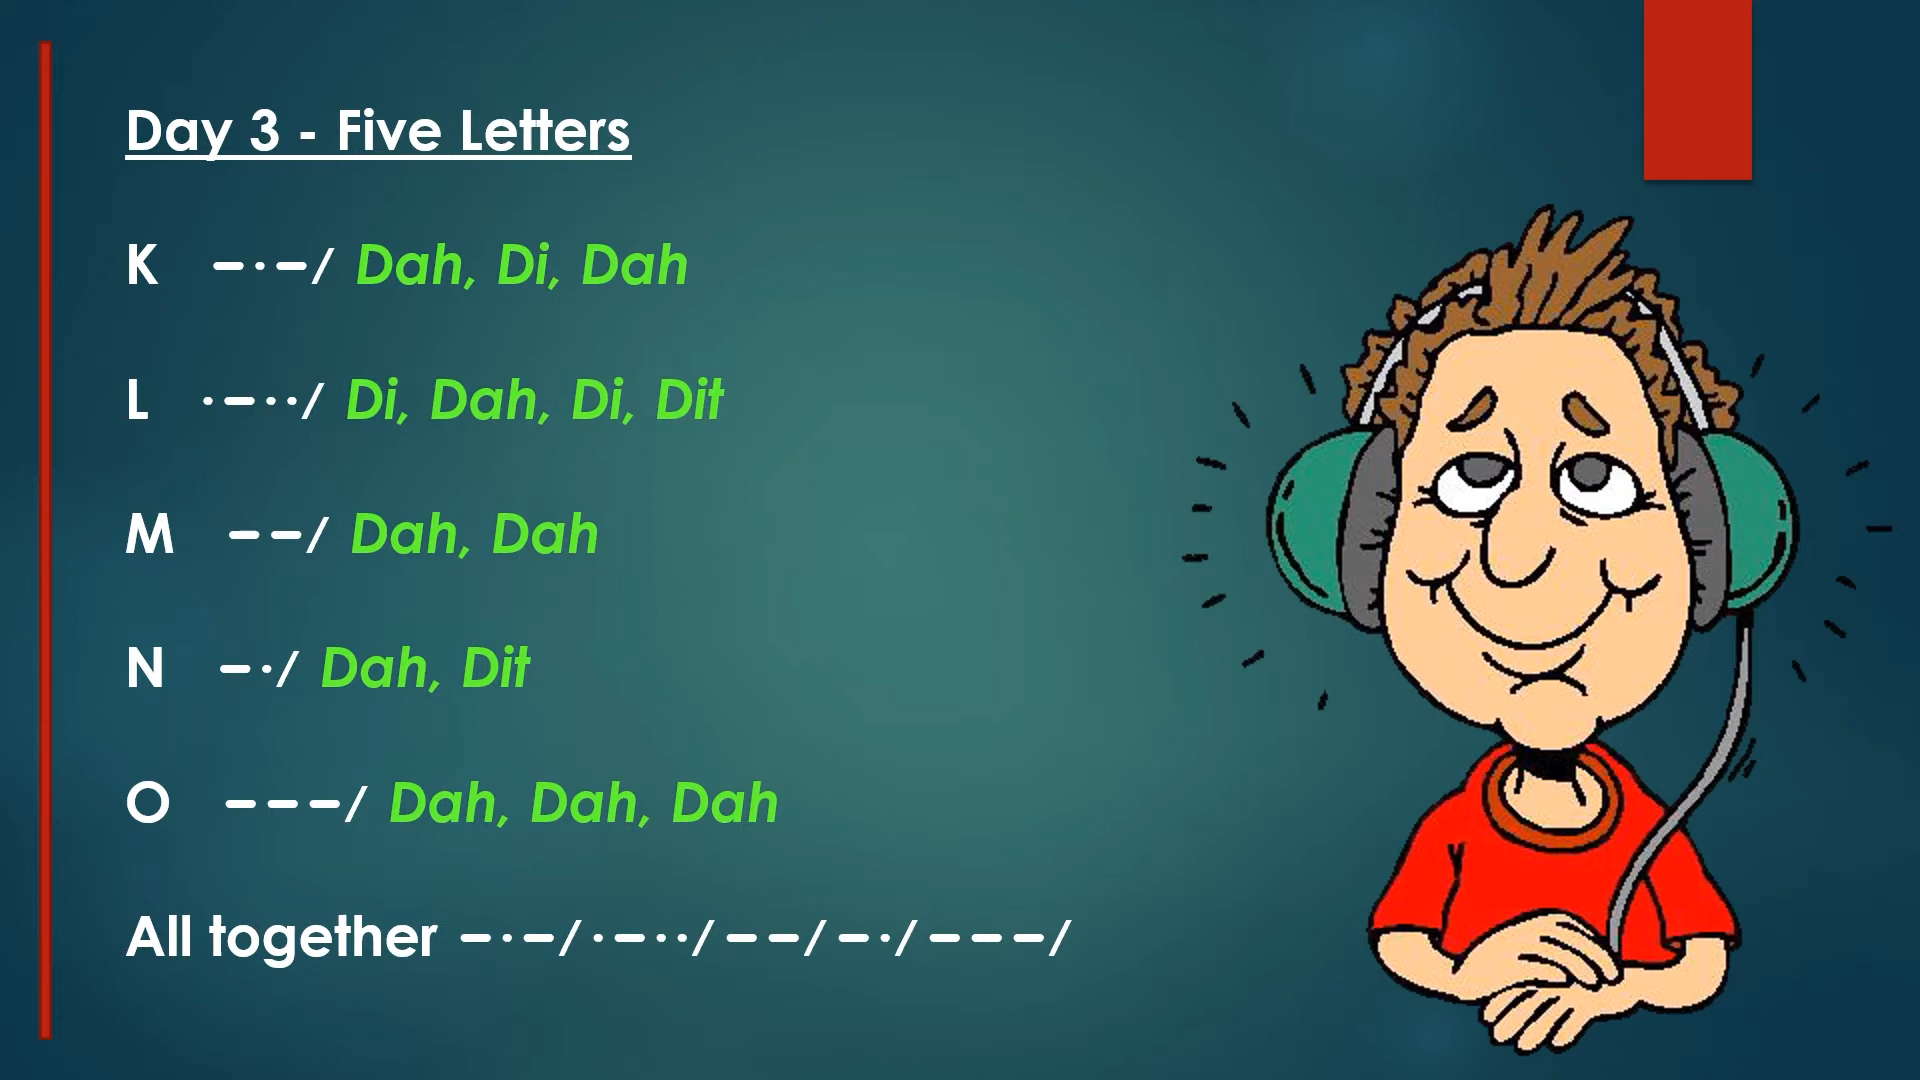 Day 3 - Five Letters
K –·–/ Dah, Di, Dah
L ·–··/ Di, Dah, Di, Dit
M ––/ Dah, Dah
N –·/ Dah, Dit
O –––/ Dah, Dah, Dah
All together –·–/·–··/––/–·/–––/